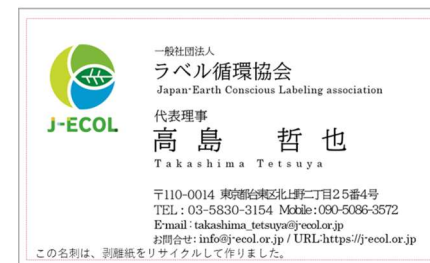 一般社団法人
ラベル循環協会
Japan-Earth Conscious Labeling association
J-ECOL
代表理事
高島 哲也
Takashima Tetsuya
〒110-0014 東京都台東区北上野二丁目25番4号
TEL：03-5830-3154 Mobile：090-5086-3572
E-mail：takashima_tetsuya@j-ecol.or.jp
お問合せ: info@j-ecol.or.jp / URL:https://j-ecol.or.jp
この名刺は、剥離紙をリサイクルして作りました。